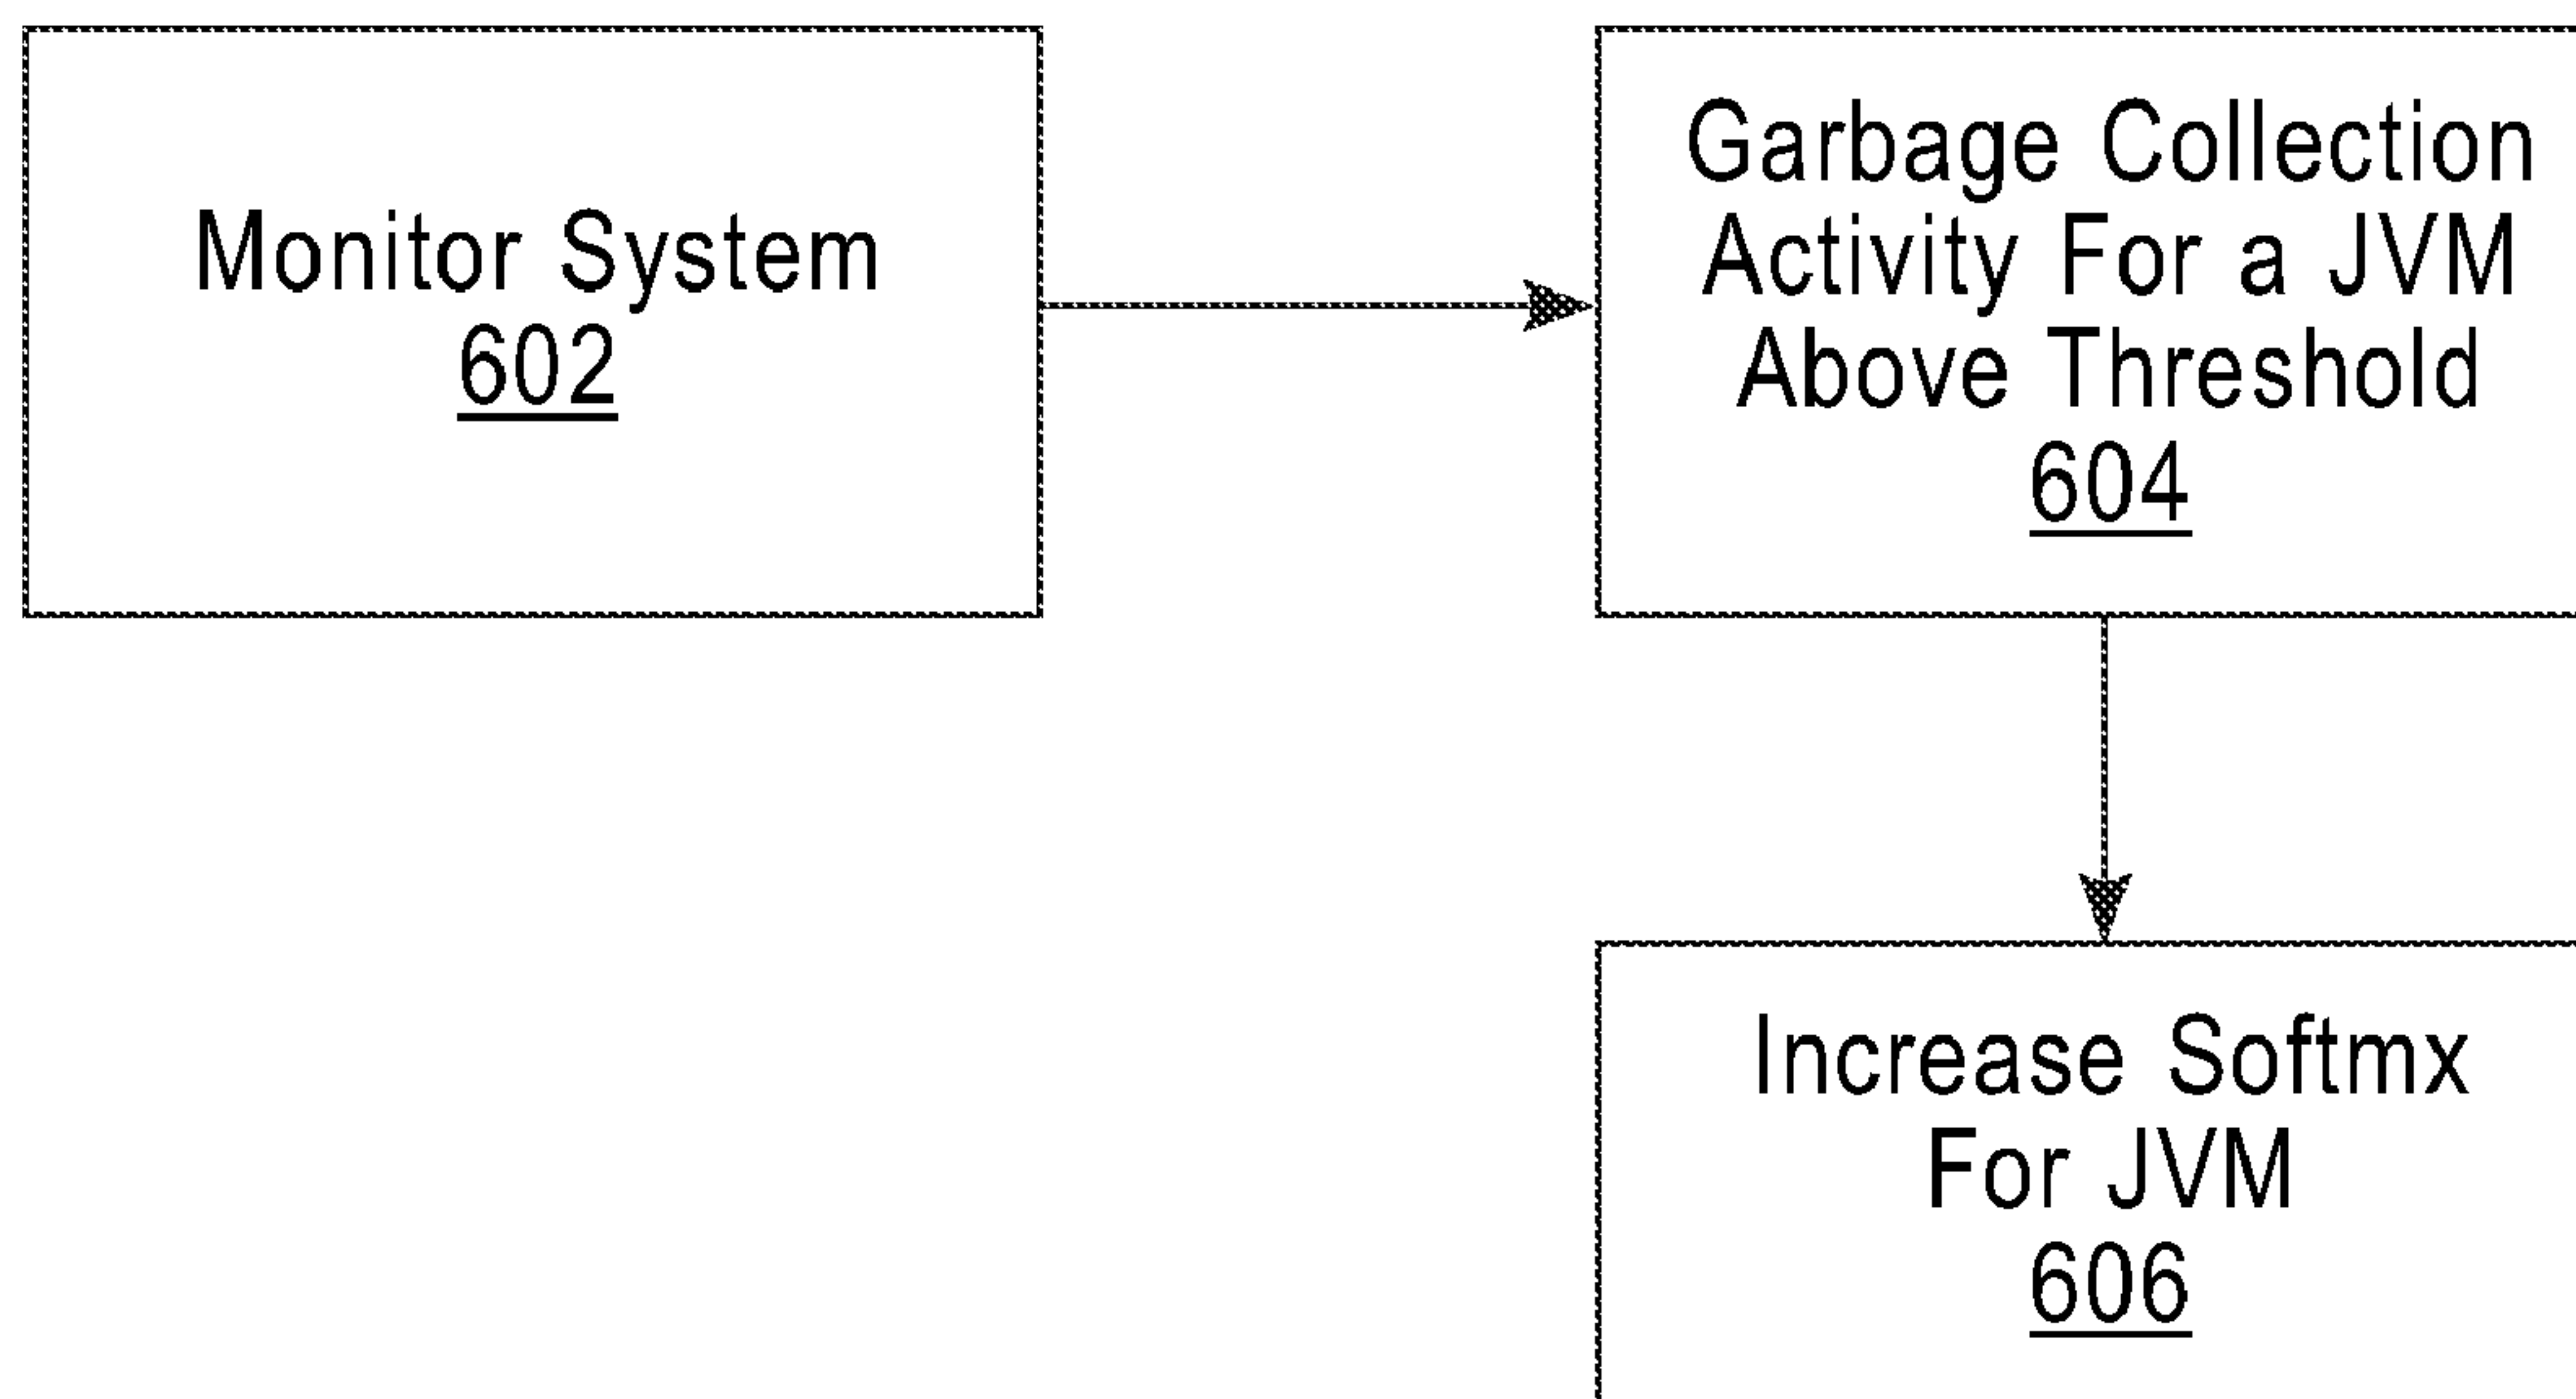 Monitor System
602
Garbage Collection
Activity For a JVM
Above Threshold
604
Increase Softmx
For JVM
606